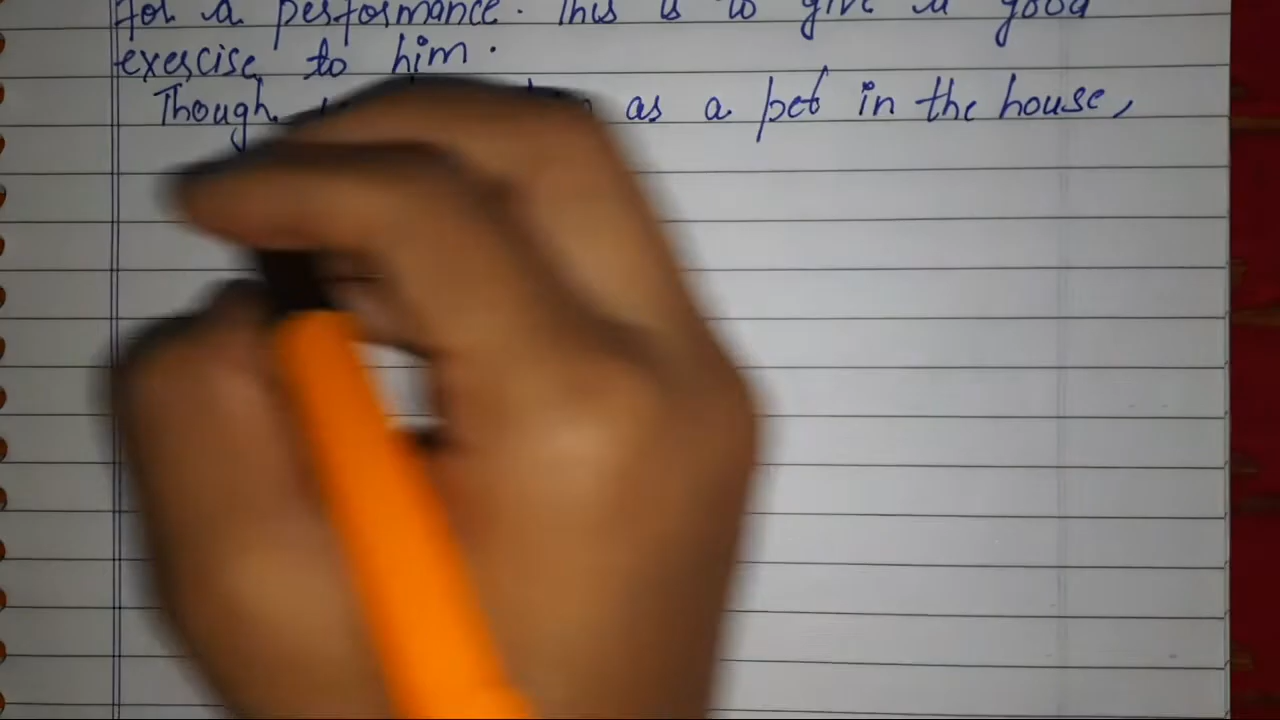 for a performance. This is to give a good
exercise to him.
Though as a pet in the house,